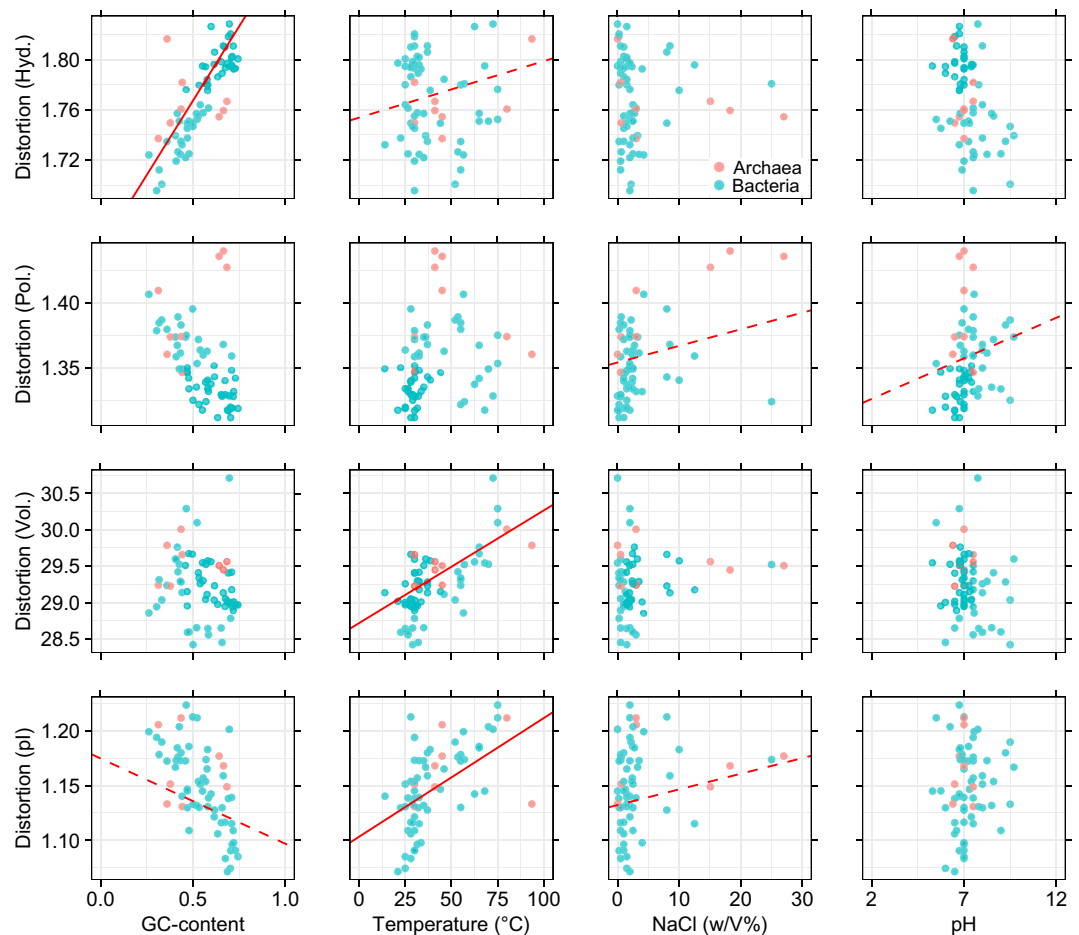 Distortion (Hyd.)
1.80
1.76
1.72
Archaea
Bacteria
Distortion (Pol.)
1.40
1.35
Distortion (Vol.)
30.5
30.0
29.5
29.0
28.5
Distortion (pI)
1.20
1.15
1.10
0.0 0.5 1.0
0 25 50 75 100
0 10 20 30
2 7 12
GC-content
Temperature (°C)
NaCl (w/V%)
pH